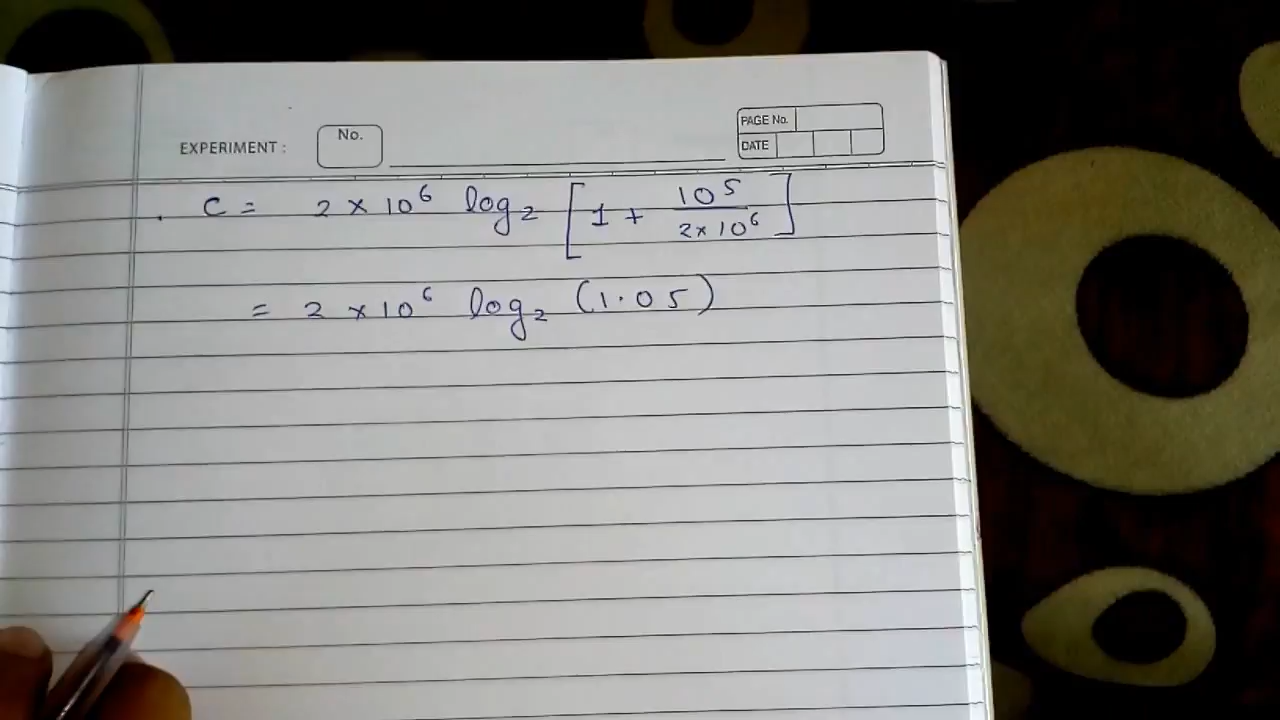 PAGE No.
EXPERIMENT : No.
DATE
C = 2 × 10⁶ log₂ [1 + 10⁵ / 2×10⁶]
= 2 × 10⁶ log₂ (1.05)